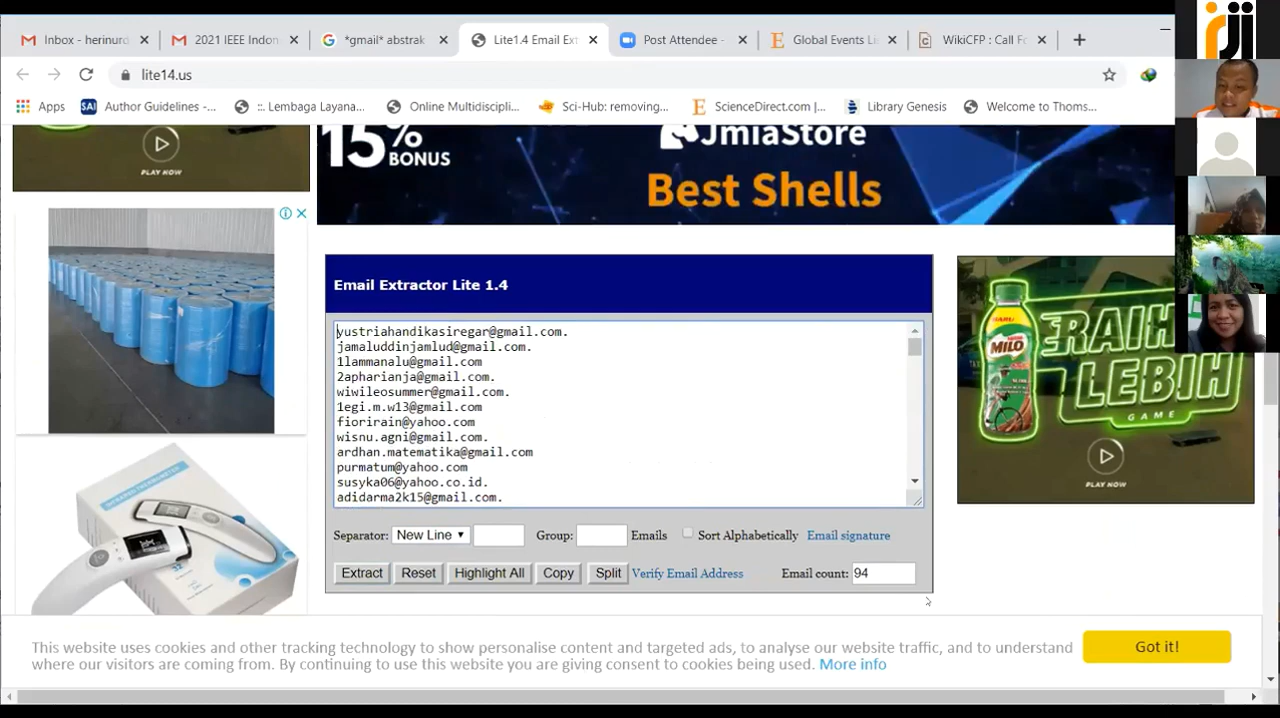 Inbox - herinuro
2021 IEEE Indon
*gmail* abstrak
Lite1.4 Email Ext
Post Attendee -
Global Events Li
WikiCFP : Call Fo
lite14.us
Apps
SAI
Author Guidelines -...
::. Lembaga Layana...
Online Multidiscipli...
Sci-Hub: removing...
ScienceDirect.com |...
Library Genesis
Welcome to Thoms...
PLAY NOW
15%
BONUS
JmiaStore
Best Shells
Email Extractor Lite 1.4
yustriahandikasiregar@gmail.com.
jamaluddinjamlud@gmail.com.
1lammanalu@gmail.com
2apharianja@gmail.com.
wiwileosummer@gmail.com.
1egi.m.w13@gmail.com
fiorirain@yahoo.com
wisnu.agni@gmail.com.
ardhan.matematika@gmail.com
purmatum@yahoo.com
susyka06@yahoo.co.id.
adidarma2k15@gmail.com.
Separator: New Line Group: Emails Sort Alphabetically Email signature
Extract Reset Highlight All Copy Split Verify Email Address Email count: 94
MILO
RAIH
LEBIH
GAME
PLAY NOW
This website uses cookies and other tracking technology to and personalise content and targeted ads, to analyse our website traffic, and to understand
where our visitors are coming from. By continuing to use this website you are giving consent to cookies being used. More info
Got it!